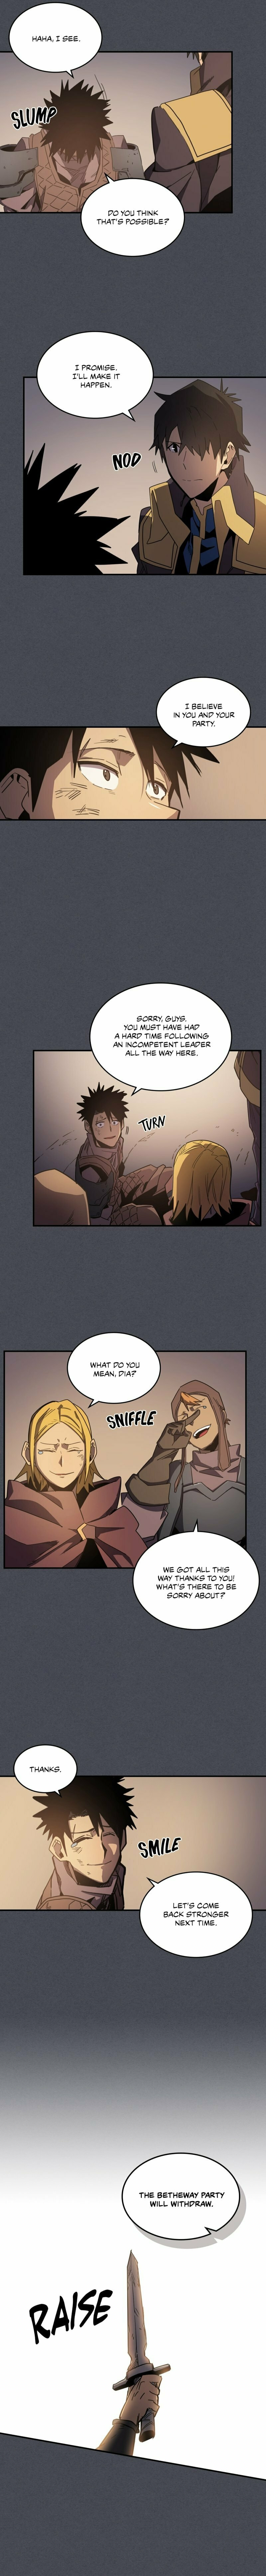 HAHA, I SEE.
SLUMP
DO YOU THINK
THAT'S POSSIBLE?
I PROMISE.
I'LL MAKE IT
HAPPEN.
NOD
I BELIEVE
IN YOU AND YOUR
PARTY.
SORRY, GUYS.
YOU MUST HAVE HAD
A HARD TIME FOLLOWING
AN INCOMPETENT LEADER
ALL THE WAY HERE.
TURN
WHAT DO YOU
MEAN, DIA?
SNIFFLE
WE GOT ALL THIS
WAY THANKS TO YOU!
WHAT'S THERE TO BE
SORRY ABOUT?
THANKS.
SMILE
LET'S COME
BACK STRONGER
NEXT TIME.
THE BETHEWAY PARTY
WILL WITHDRAW.
RAISE